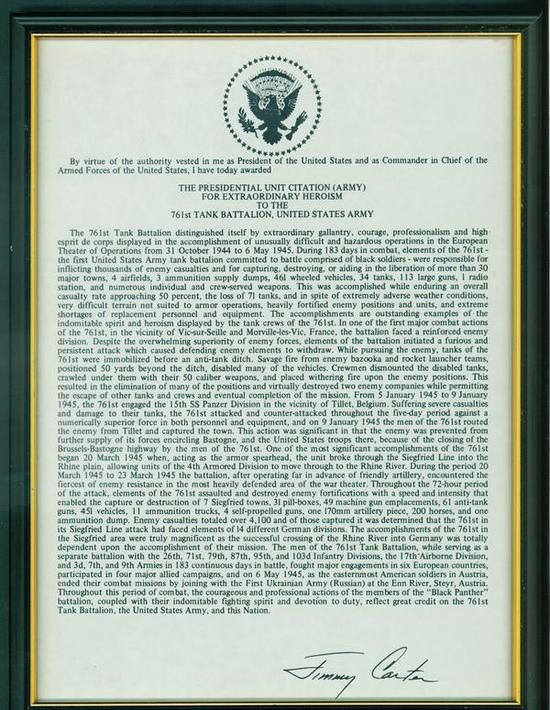 By virtue of the authority vested in me as President of the United States and as Commander in Chief of the
Armed Forces of the United States, I have today awarded
THE PRESIDENTIAL UNIT CITATION (ARMY)
FOR EXTRAORDINARY HEROISM
TO THE
761st TANK BATTALION, UNITED STATES ARMY
The 761st Tank Battalion distinguished itself by extraordinary gallantry, courage, professionalism and high
esprit de corps displayed in the accomplishment of unusually difficult and hazardous operations in the European
Theater of Operations from 31 October 1944 to 6 May 1945. During 183 days in combat, elements of the 761st -
the first United States Army tank battalion committed to battle comprised of black soldiers - were responsible for
inflicting thousands of enemy casualties and for capturing, destroying, or aiding in the liberation of more than 30
major towns, 4 airfields, 3 ammunition supply dumps, 461 wheeled vehicles, 34 tanks, 113 large guns, 1 radio
station, and numerous individual and crew-served weapons. This was accomplished while enduring an overall
casualty rate approaching 50 percent, the loss of 71 tanks, and in spite of extremely adverse weather conditions,
very difficult terrain not suited to armor operations, heavily fortified enemy positions and units, and extreme
shortages of replacement personnel and equipment. The accomplishments are outstanding examples of the
indomitable spirit and heroism displayed by the tank crews of the 761st. In one of the first major combat actions
of the 761st, in the vicinity of Vic-sur-Seille and Morville-les-Vic, France, the battalion faced a reinforced enemy
division. Despite the overwhelming superiority of enemy forces, elements of the battalion initiated a furious and
persistent attack which caused defending enemy elements to withdraw. While pursuing the enemy, tanks of the
761st were immobilized before an anti-tank ditch. Savage fire from enemy bazooka and rocket launcher teams,
positioned 50 yards beyond the ditch, disabled many of the vehicles. Crewmen dismounted the disabled tanks,
crawled under them with their 50 caliber weapons, and placed withering fire upon the enemy positions. This
resulted in the elimination of many of the positions and virtually destroyed two enemy companies while permitting
the escape of other tanks and crews and eventual completion of the mission. From 5 January 1945 to 9 January
1945, the 761st engaged the 15th SS Panzer Division in the vicinity of Tillet, Belgium. Suffering severe casualties
and damage to their tanks, the 761st attacked and counter-attacked throughout the five-day period against a
numerically superior force in both personnel and equipment, and on 9 January 1945 the men of the 761st routed
the enemy from Tillet and captured the town. This action was significant in that the enemy was prevented from
further supply of its forces encircling Bastogne, and the United States troops there, because of the closing of the
Brussels-Bastogne highway by the men of the 761st. One of the most significant accomplishments of the 761st
began 20 March 1945 when, acting as the armor spearhead, the unit broke through the Siegfried Line into the
Rhine plain, allowing units of the 4th Armored Division to move through to the Rhine River. During the period 20
March 1945 to 23 March 1945 the battalion, after operating far in advance of friendly artillery, encountered the
fiercest of enemy resistance in the most heavily defended area of the war theater. Throughout the 72-hour period
of the attack, elements of the 761st assaulted and destroyed enemy fortifications with a speed and intensity that
enabled the capture or destruction of 7 Siegfried towns, 31 pill-boxes, 49 machine gun emplacements, 61 anti-tank
guns, 451 vehicles, 11 ammunition trucks, 4 self-propelled guns, one 170mm artillery piece, 200 horses, and one
ammunition dump. Enemy casualties totaled over 4,100 and of those captured it was determined that the 761st in
its Siegfried Line attack had faced elements of 14 different German divisions. The accomplishments of the 761st in
the Siegfried area were truly magnificent as the successful crossing of the Rhine River into Germany was totally
dependent upon the accomplishment of their mission. The men of the 761st Tank Battalion, while serving as a
separate battalion with the 26th, 71st, 79th, 87th, 95th, and 103d Infantry Divisions, the 17th Airborne Division,
and 3d, 7th, and 9th Armies in 183 continuous days in battle, fought major engagements in six European countries,
participated in four major allied campaigns, and on 6 May 1945, as the easternmost American soldiers in Austria,
ended their combat missions by joining with the First Ukrainian Army (Russian) at the Enn River, Steyr, Austria.
Throughout this period of combat, the courageous and professional actions of the members of the "Black Panther"
battalion, coupled with their indomitable fighting spirit and devotion to duty, reflect great credit on the 761st
Tank Battalion, the United States Army, and this Nation.
Jimmy Carter